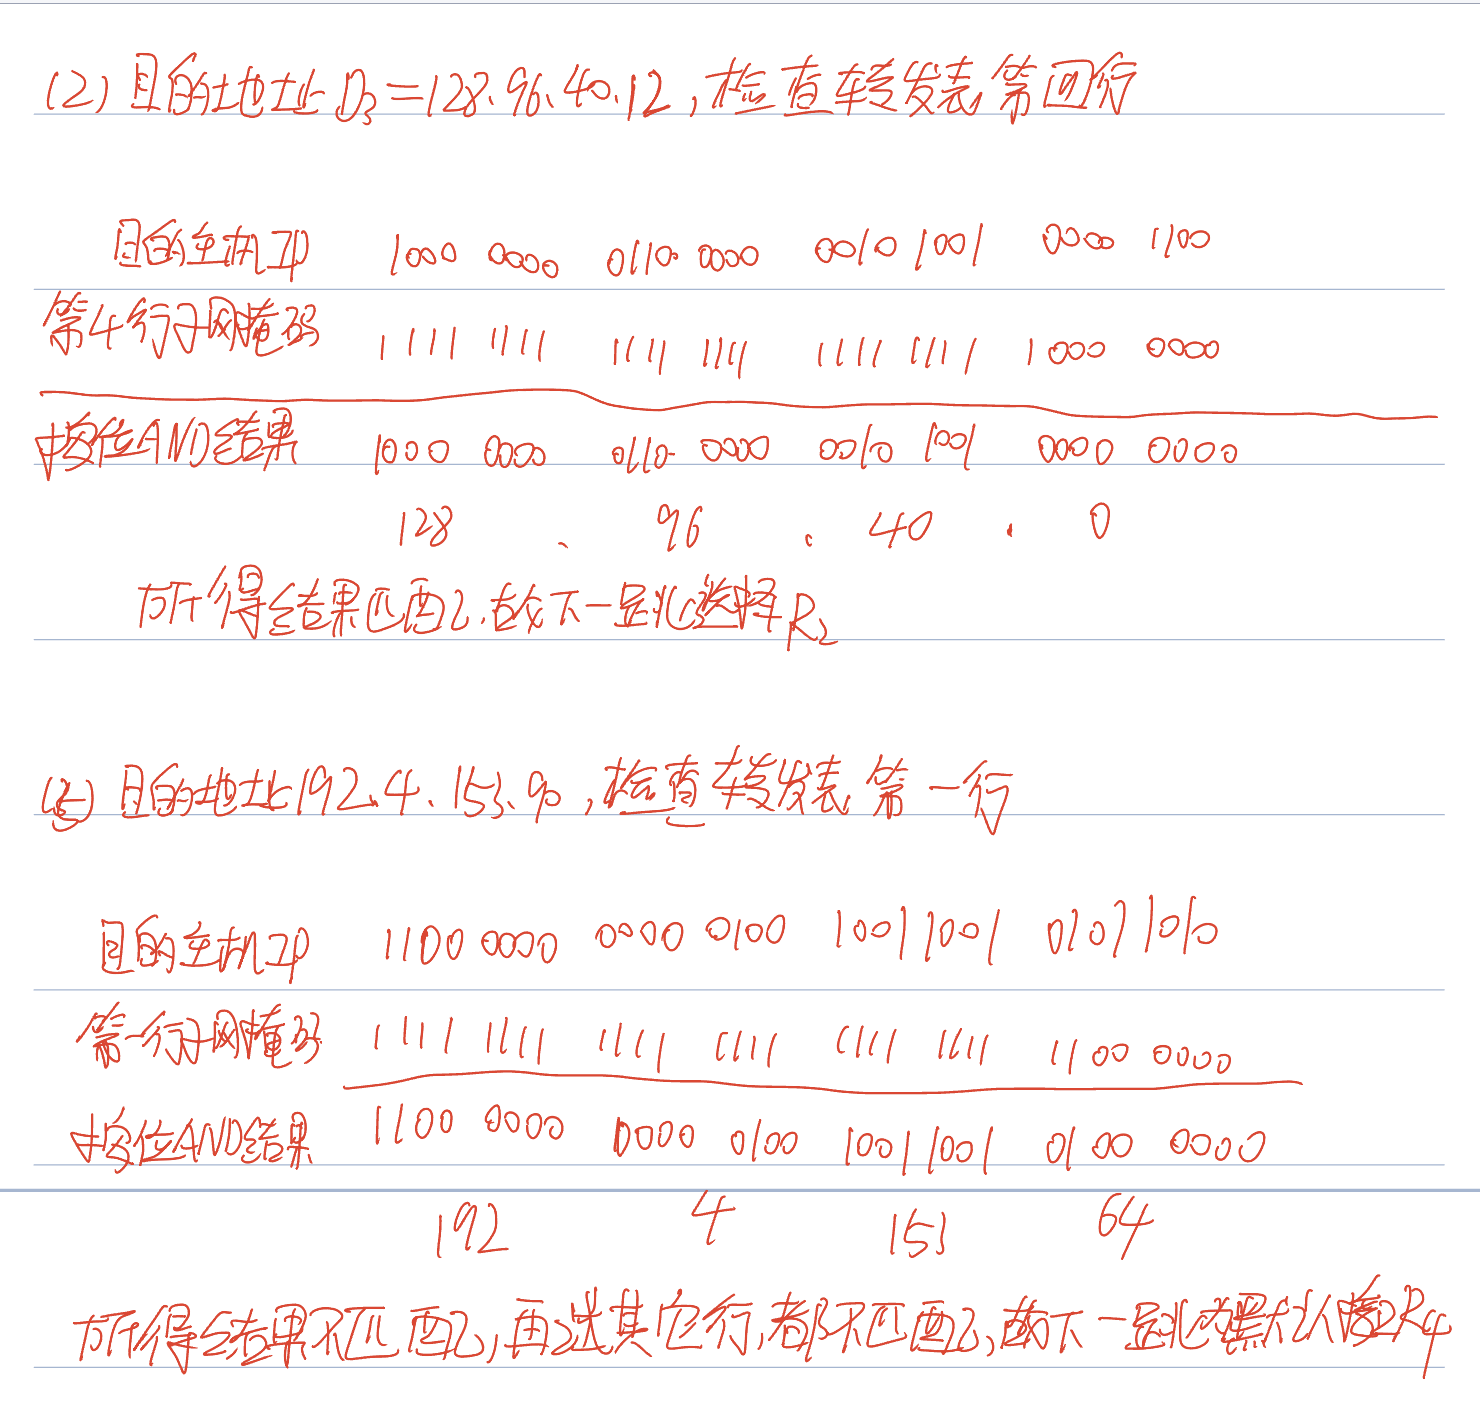 (2) 目的地址 D₃=128.96.40.12,检查转发表第四行
目的主机IP 1000 0000 0110 0000 0010 1001 0000 1100
第4行子网掩码 1111 1111 1111 1111 1111 1111 1000 0000
按位AND结果 1000 0000 0110 0000 0010 1001 0000 0000
128 . 96 . 40 . 0
所得结果匹配,故下一跳选择R₂
目的地址192.4.153.90,检查转发表第一行
目的主机IP 1100 0000 0000 0100 1001 1001 0101 1010
第一行子网掩码 1111 1111 1111 1111 1111 1111 1100 0000
按位AND结果 1100 0000 0000 0100 1001 1001 0100 0000
192 4 153 64
所得结果不匹配,再选其它行,都不匹配,故下一跳为默认 R₄